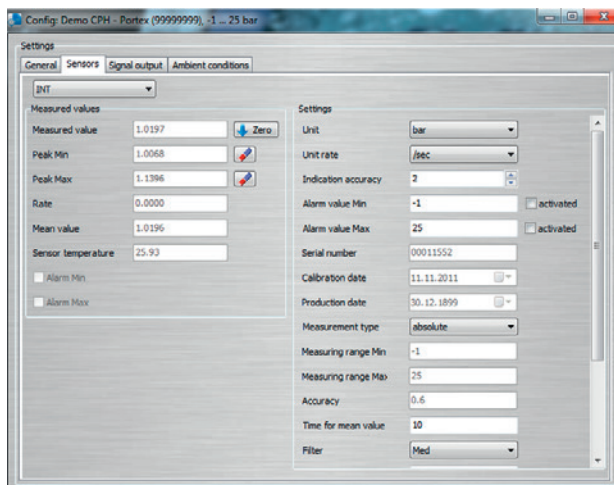 Config: Demo CPH - Portex (99999999), -1 ... 25 bar
Settings
General Sensors Signal output Ambient conditions
INT
Measured values
Measured value 1.0197 Zero
Peak Min 1.0068
Peak Max 1.1396
Rate 0.0000
Mean value 1.0196
Sensor temperature 25.93
Alarm Min
Alarm Max
Settings
Unit bar
Unit rate /sec
Indication accuracy 2
Alarm value Min -1 activated
Alarm value Max 25 activated
Serial number 00011552
Calibration date 11.11.2011
Production date 30.12.1899
Measurement type absolute
Measuring range Min -1
Measuring range Max 25
Accuracy 0.6
Time for mean value 10
Filter Med